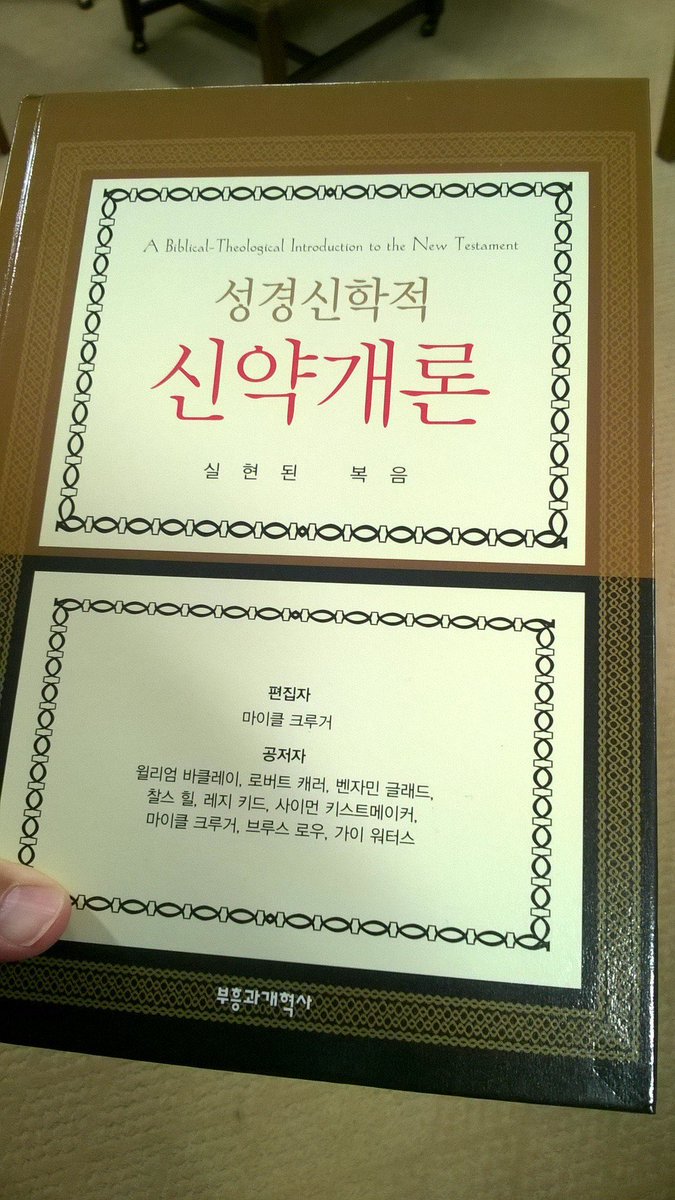 A Biblical-Theological Introduction to the New Testament
성경신학적
신약개론
실현된 복음
편집자
마이클 크루거
공저자
윌리엄 바클레이, 로버트 캐러, 벤자민 글래드,
찰스 힐, 레지 키드, 사이먼 키스트메이커,
마이클 크루거, 브루스 로우, 가이 워터스
부흥과개혁사